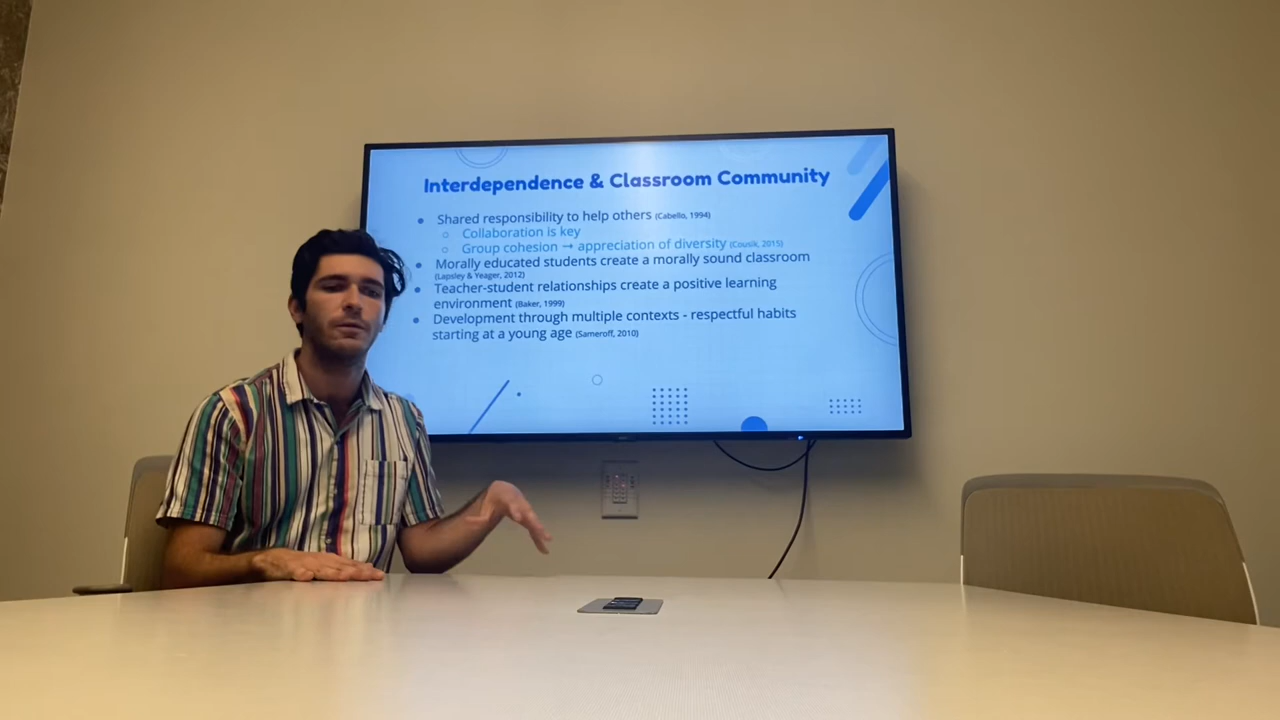 Interdependence & Classroom Community
● Shared responsibility to help others (Cabello, 1994)
○ Collaboration is key
○ Group cohesion → appreciation of diversity (Cousik, 2015)
● Morally educated students create a morally sound classroom
(Lapsley & Yeager, 2012)
● Teacher-student relationships create a positive learning
environment (Baker, 1999)
● Development through multiple contexts - respectful habits
starting at a young age (Sameroff, 2010)